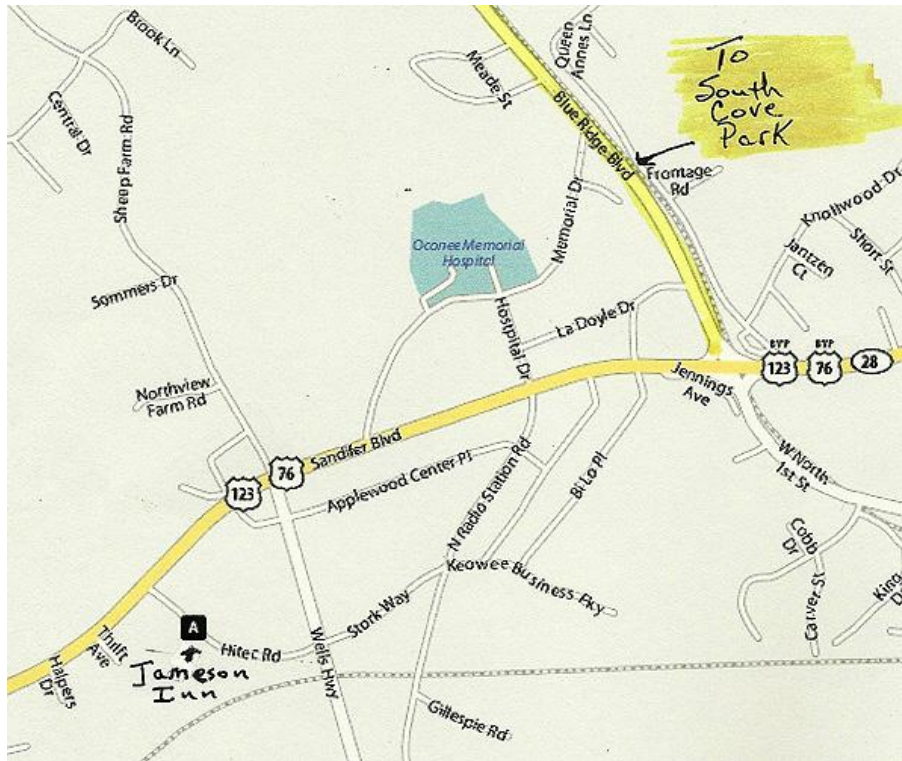 Brook Ln
Central Dr
Sheep Farm Rd
Sommers Dr
Northview
Farm Rd
Meade St
Queen
Annes Ln
Blue Ridge Blvd
To
South
Cove
Park
Fromage
Rd
Memorial Dr
Oconee Memorial
Hospital
Hostpital Dr
La Doyle Dr
Knollwood Dr
Short St
Jantzen
Ct
BYP
123
BYP
76
28
Jennings
Ave
W North
1st St
Sandifer Blvd
76
123
Applewood Center Pl
N Radio Station Rd
Bi Lo Pl
Keowee Business Pky
Stork Way
Wells Hwy
Hitec Rd
A
Jameson
Inn
Thrift
Ave
Halpers
Dr
Gillespie Rd
Cobb
Dr
Carver St
King
D